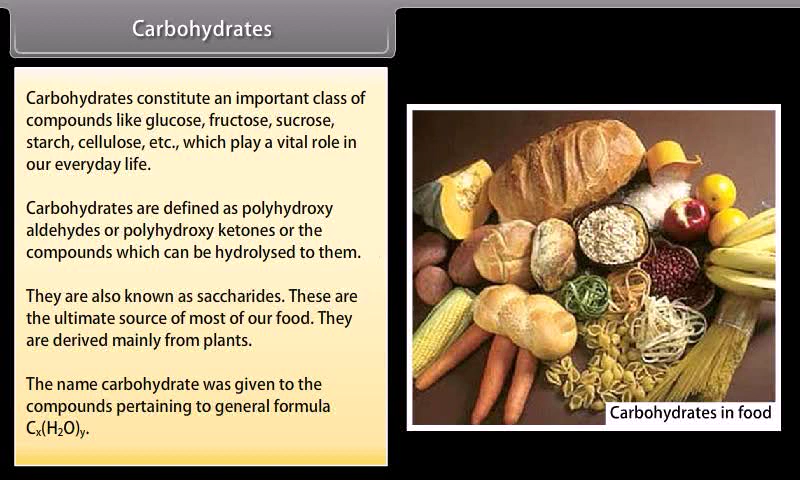 Carbohydrates
Carbohydrates constitute an important class of
compounds like glucose, fructose, sucrose,
starch, cellulose, etc., which play a vital role in
our everyday life.
Carbohydrates are defined as polyhydroxy
aldehydes or polyhydroxy ketones or the
compounds which can be hydrolysed to them.
They are also known as saccharides. These are
the ultimate source of most of our food. They
are derived mainly from plants.
The name carbohydrate was given to the
compounds pertaining to general formula
Cₓ(H₂O)ᵧ.
Carbohydrates in food